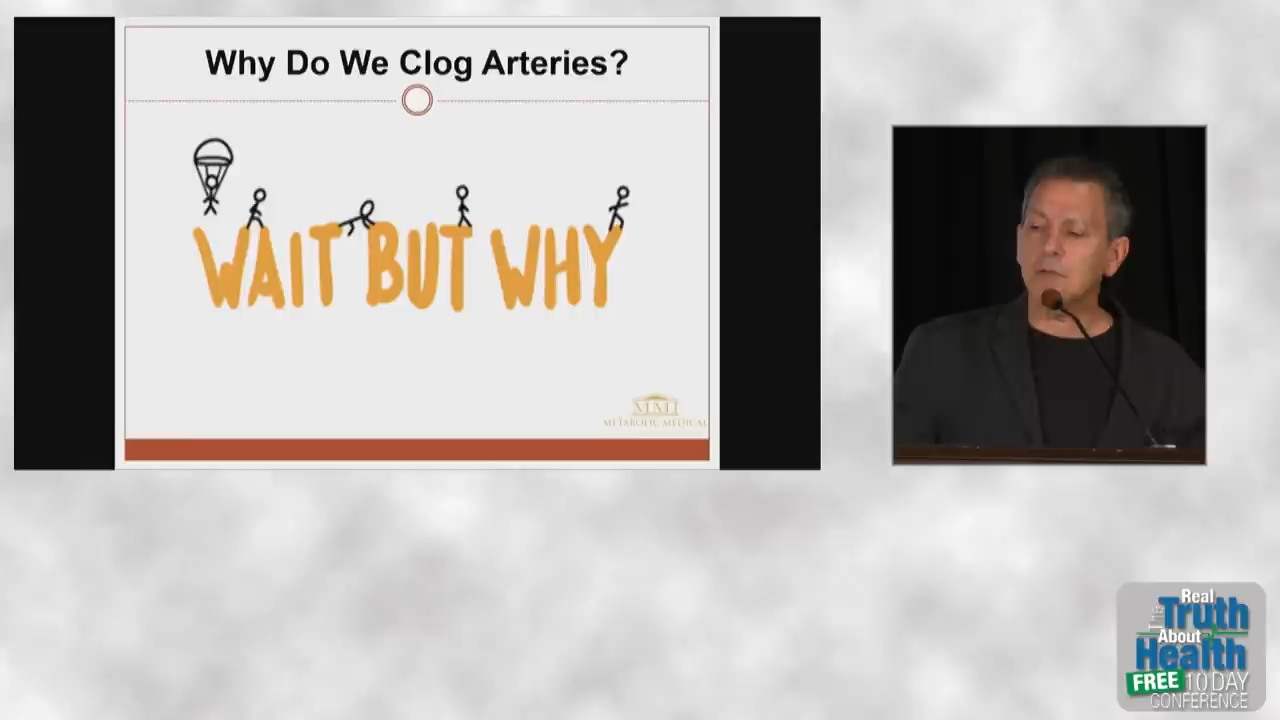 Why Do We Clog Arteries?
WAIT BUT WHY
MMI
METABOLIC MEDICAL
The Real
Truth
About
Health
FREE 10 DAY
CONFERENCE